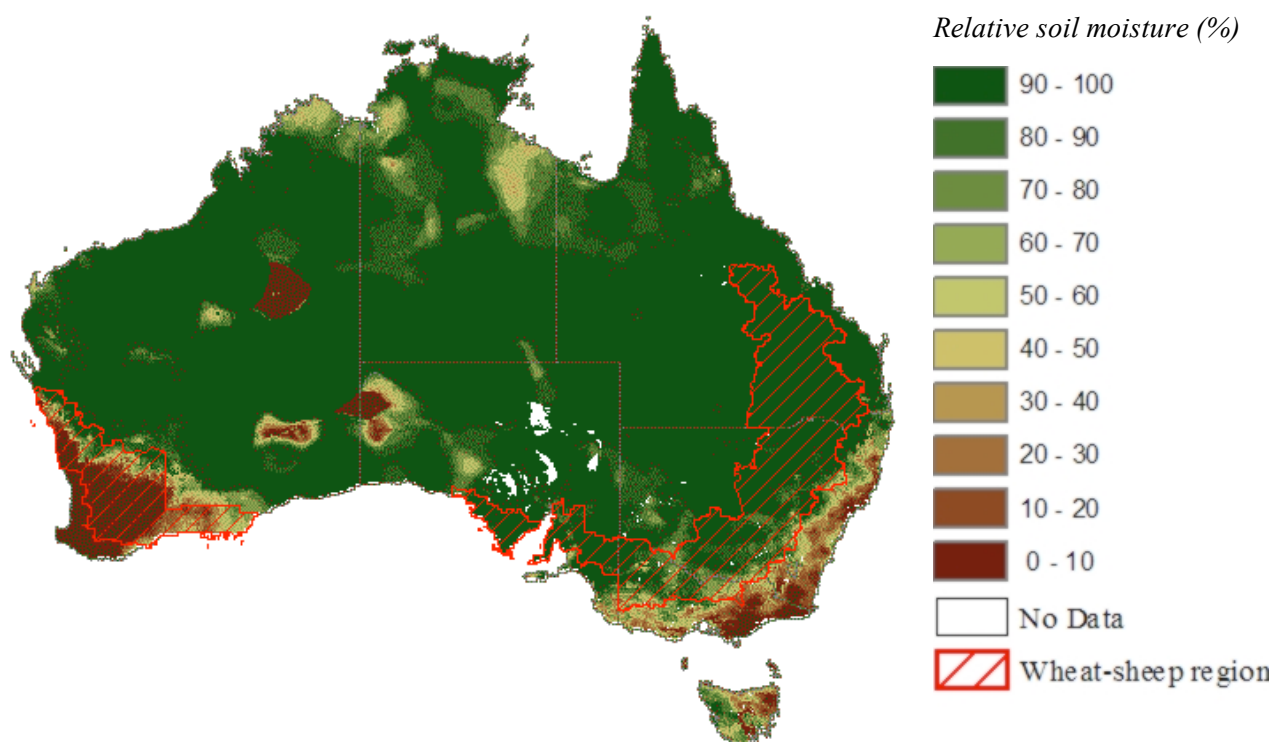 Relative soil moisture (%)
90 - 100
80 - 90
70 - 80
60 - 70
50 - 60
40 - 50
30 - 40
20 - 30
10 - 20
0 - 10
No Data
Wheat-sheep region